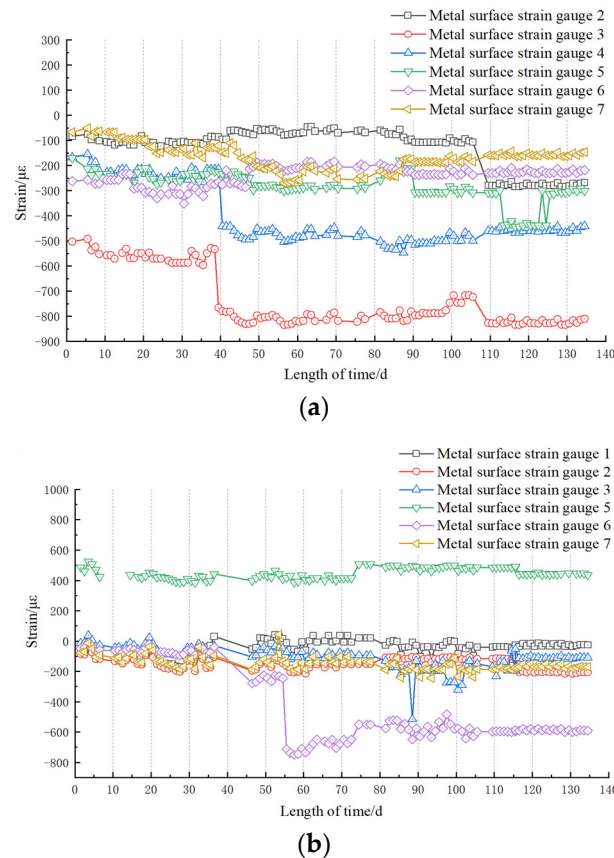 (a)
Metal surface strain gauge 2
Metal surface strain gauge 3
Metal surface strain gauge 4
Metal surface strain gauge 5
Metal surface strain gauge 6
Metal surface strain gauge 7
300
200
100
0
-100
-200
-300
-400
-500
-600
-700
-800
-900
Strain/με
0 10 20 30 40 50 60 70 80 90 100 110 120 130 140
Length of time/d
(a)
Metal surface strain gauge 1
Metal surface strain gauge 2
Metal surface strain gauge 3
Metal surface strain gauge 5
Metal surface strain gauge 6
Metal surface strain gauge 7
1000
800
600
400
200
0
-200
-400
-600
-800
Strain/με
0 10 20 30 40 50 60 70 80 90 100 110 120 130 140
Length of time/d
(b)